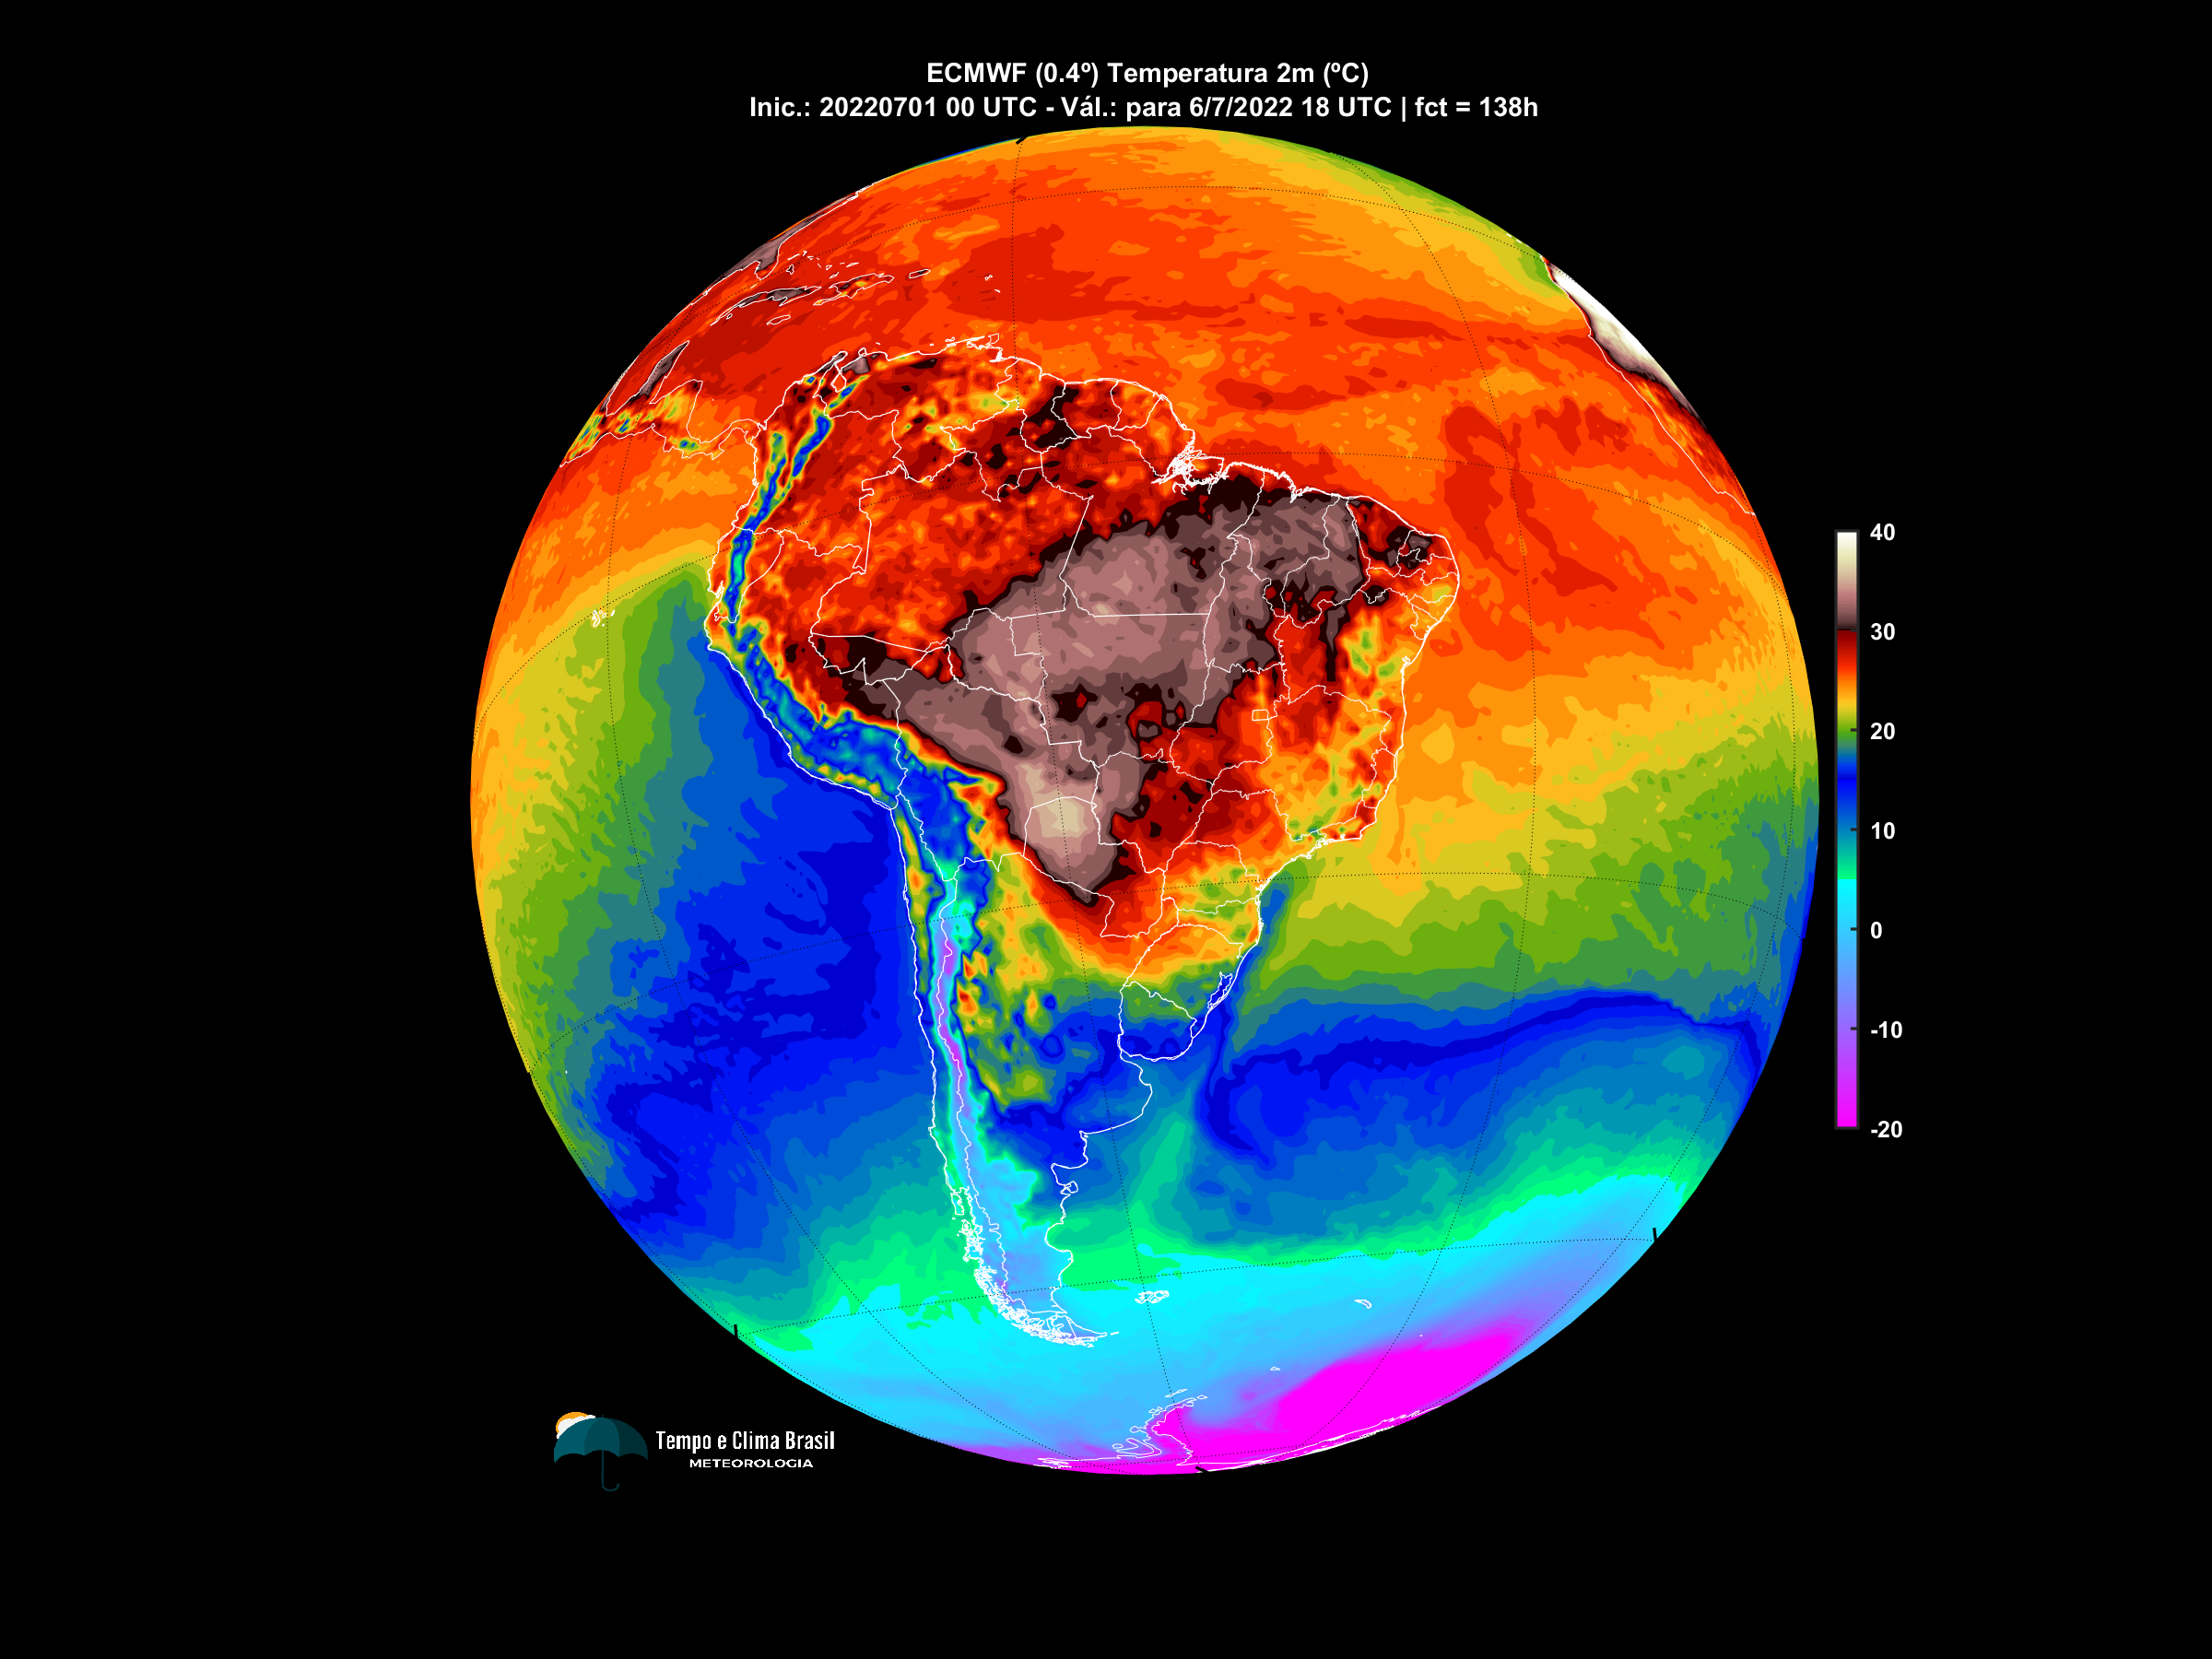 ECMWF (0.4º) Temperatura 2m (ºC)
Inic.: 20220701 00 UTC - Vál.: para 6/7/2022 18 UTC | fct = 138h
40
30
20
10
0
-10
-20
Tempo e Clima Brasil
METEOROLOGIA